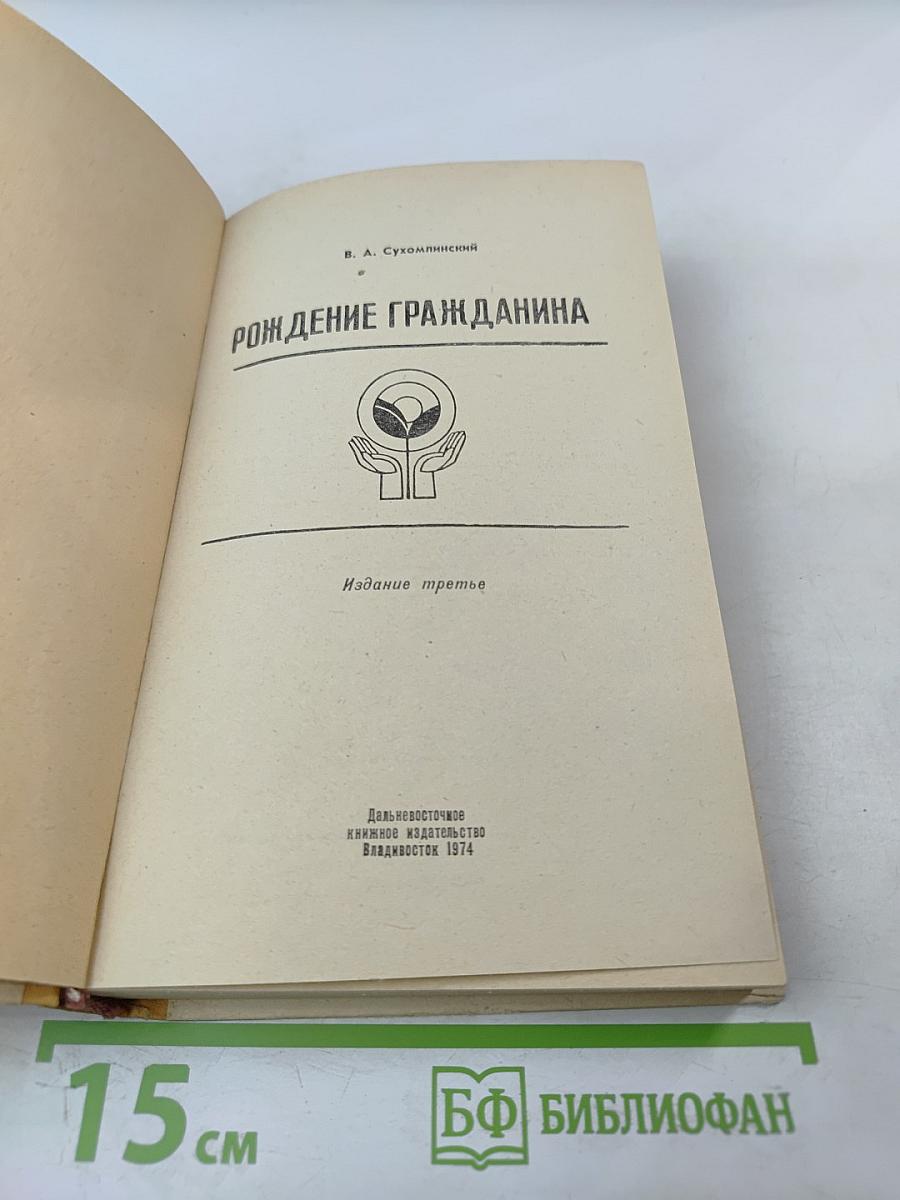 В. А. Сухомлинский
РОЖДЕНИЕ ГРАЖДАНИНА
Издание третье
Дальневосточное
книжное издательство
Владивосток 1974
15 см
БФ БИБЛИОФАН